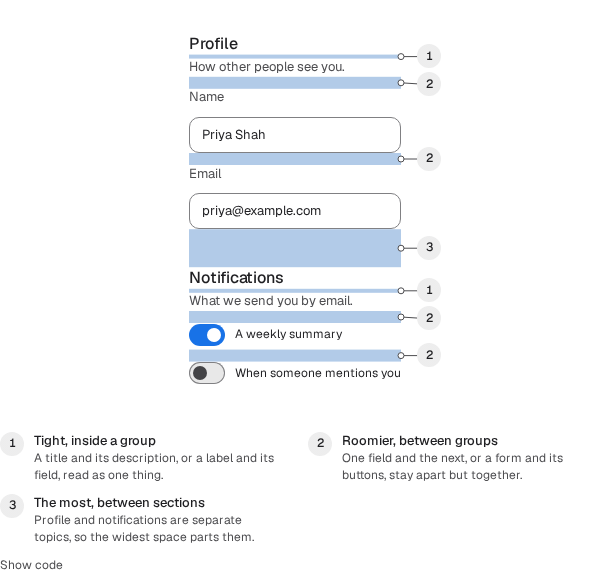 Profile
1
How other people see you.
2
Name
Priya Shah
2
Email
priya@example.com
3
Notifications
1
What we send you by email.
2
A weekly summary
2
When someone mentions you
1 Tight, inside a group
A title and its description, or a label and its
field, read as one thing.
2 Roomier, between groups
One field and the next, or a form and its
buttons, stay apart but together.
3 The most, between sections
Profile and notifications are separate
topics, so the widest space parts them.
Show code